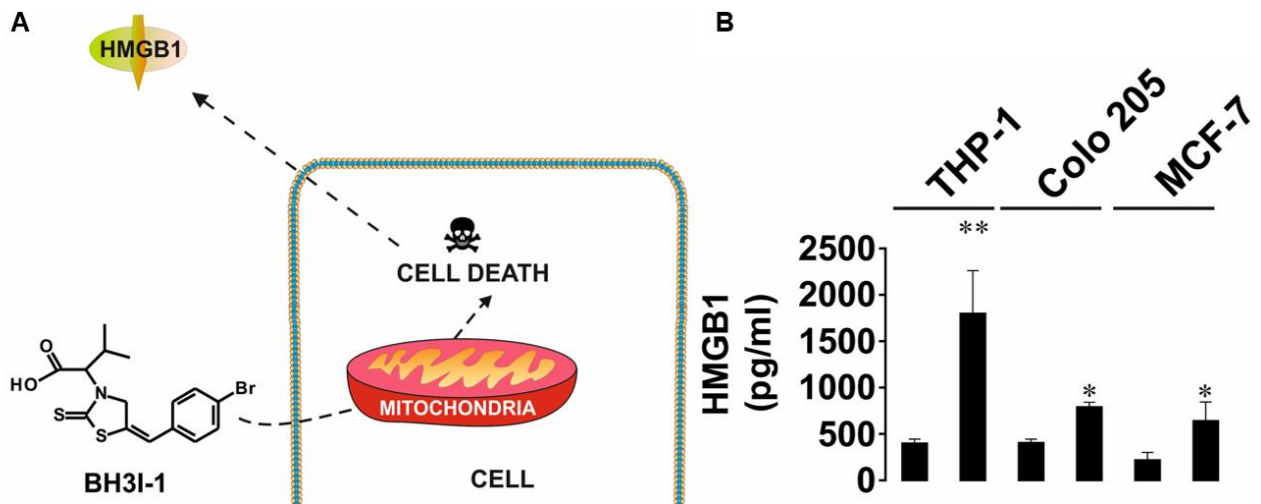 A
HMGB1
CELL DEATH
MITOCHONDRIA
CELL
O
HO
N
S
S
Br
BH3I-1
B
THP-1
Colo 205
MCF-7
**
*
*
HMGB1
(pg/ml)
2500
2000
1500
1000
500
0